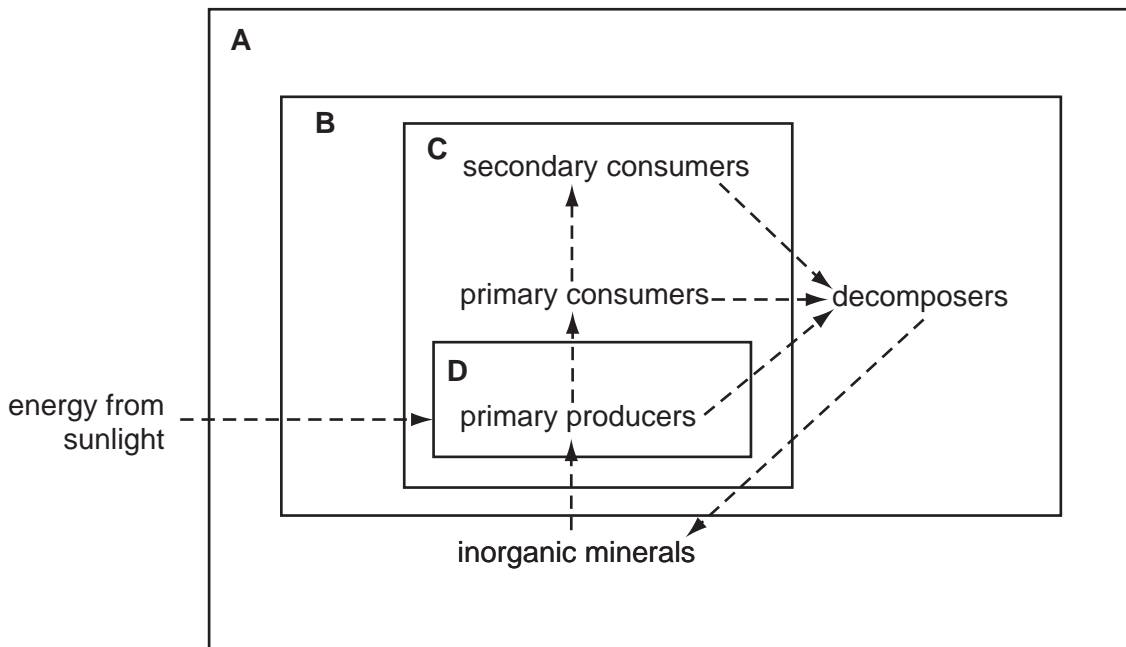 A
B
C
secondary consumers
primary consumers
decomposers
D
energy from
sunlight
primary producers
inorganic minerals